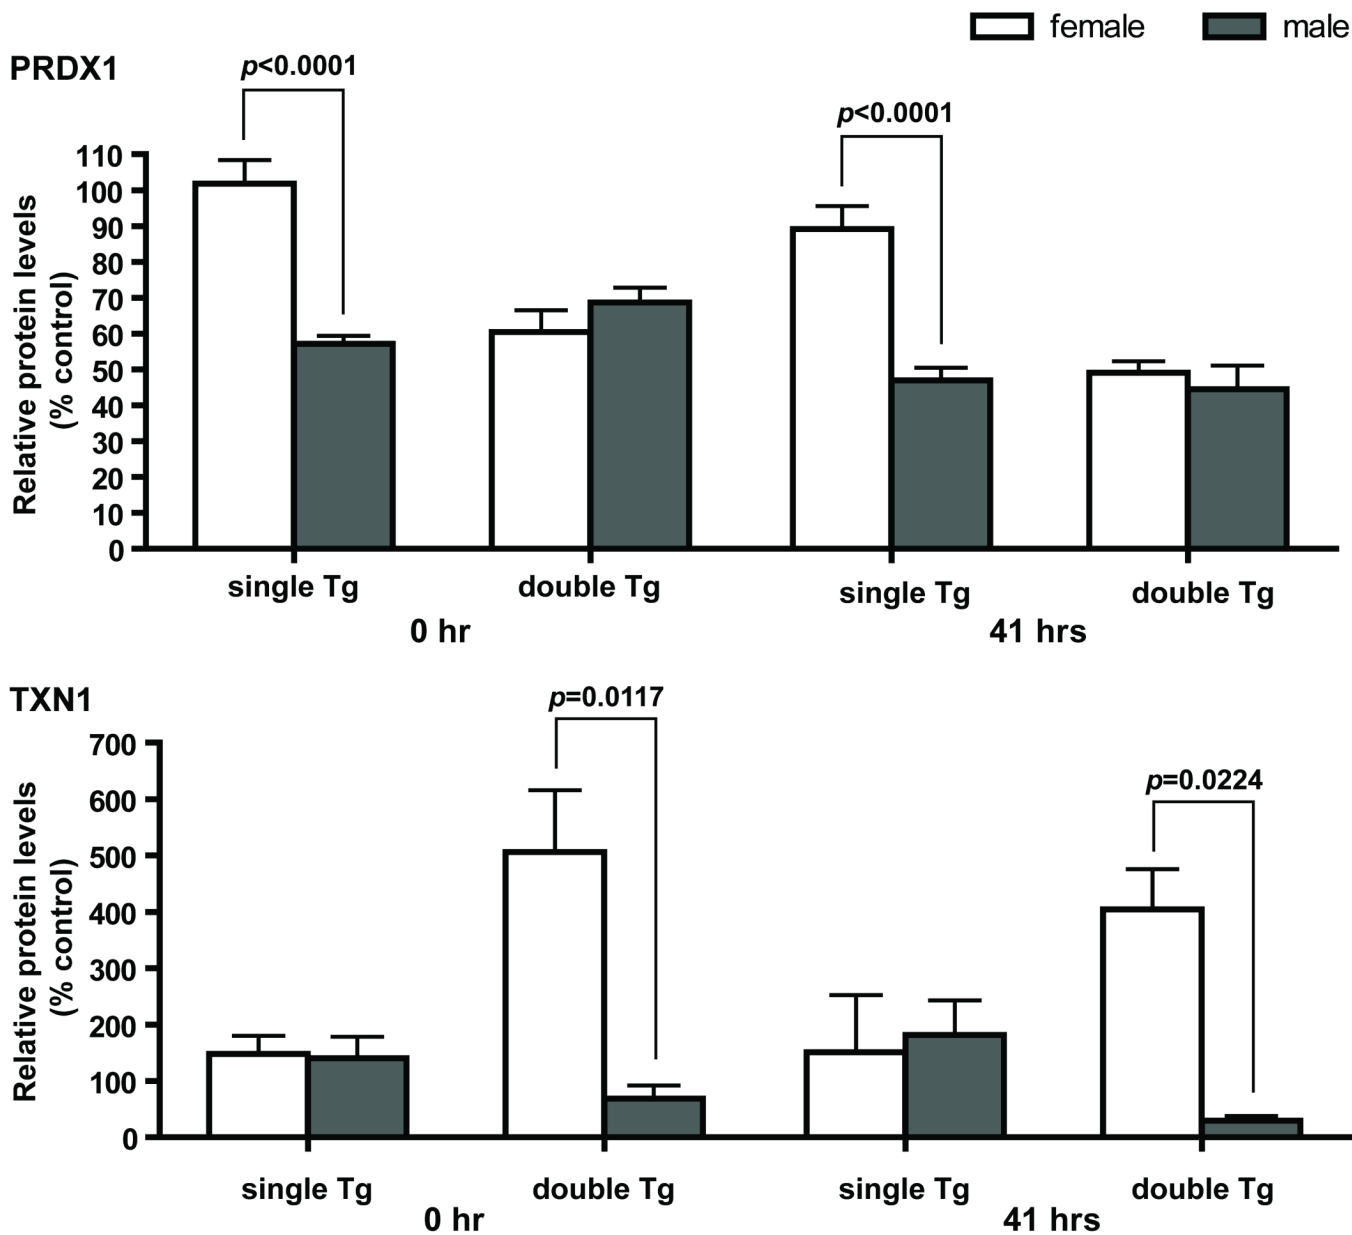 female male
PRDX1
p<0.0001
p<0.0001
Relative protein levels
(% control)
110
100
90
80
70
60
50
40
30
20
10
0
single Tg double Tg single Tg double Tg
0 hr 41 hrs
TXN1
p=0.0117
p=0.0224
Relative protein levels
(% control)
700
600
500
400
300
200
100
0
single Tg double Tg single Tg double Tg
0 hr 41 hrs